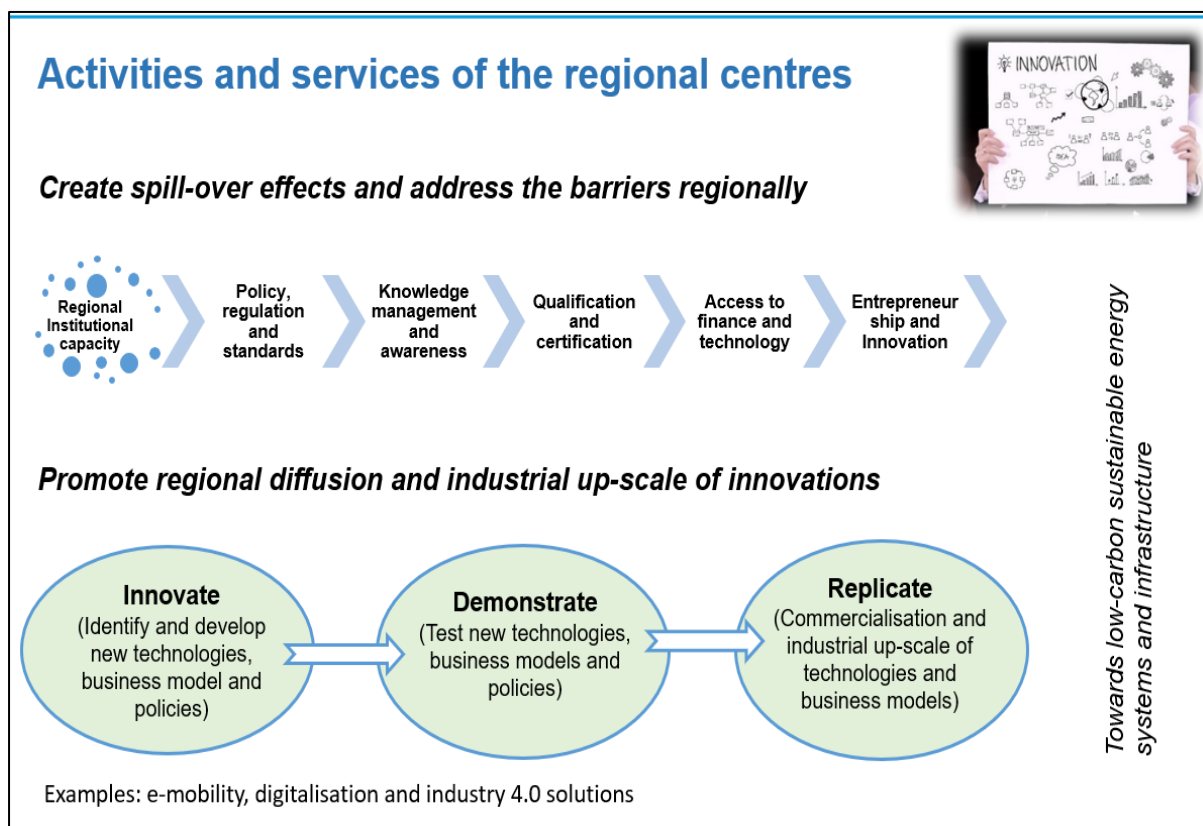 Activities and services of the regional centres
INNOVATION
IDEA
Create spill-over effects and address the barriers regionally
Regional
Institutional
capacity
Policy,
regulation
and
standards
Knowledge
management
and
awareness
Qualification
and
certification
Access to
finance and
technology
Entrepreneur
ship and
Innovation
Promote regional diffusion and industrial up-scale of innovations
Innovate
(Identify and develop
new technologies,
business model and
policies)
Demonstrate
(Test new technologies,
business models and
policies)
Replicate
(Commercialisation and
industrial up-scale of
technologies and
business models)
Towards low-carbon sustainable energy
systems and infrastructure
Examples: e-mobility, digitalisation and industry 4.0 solutions